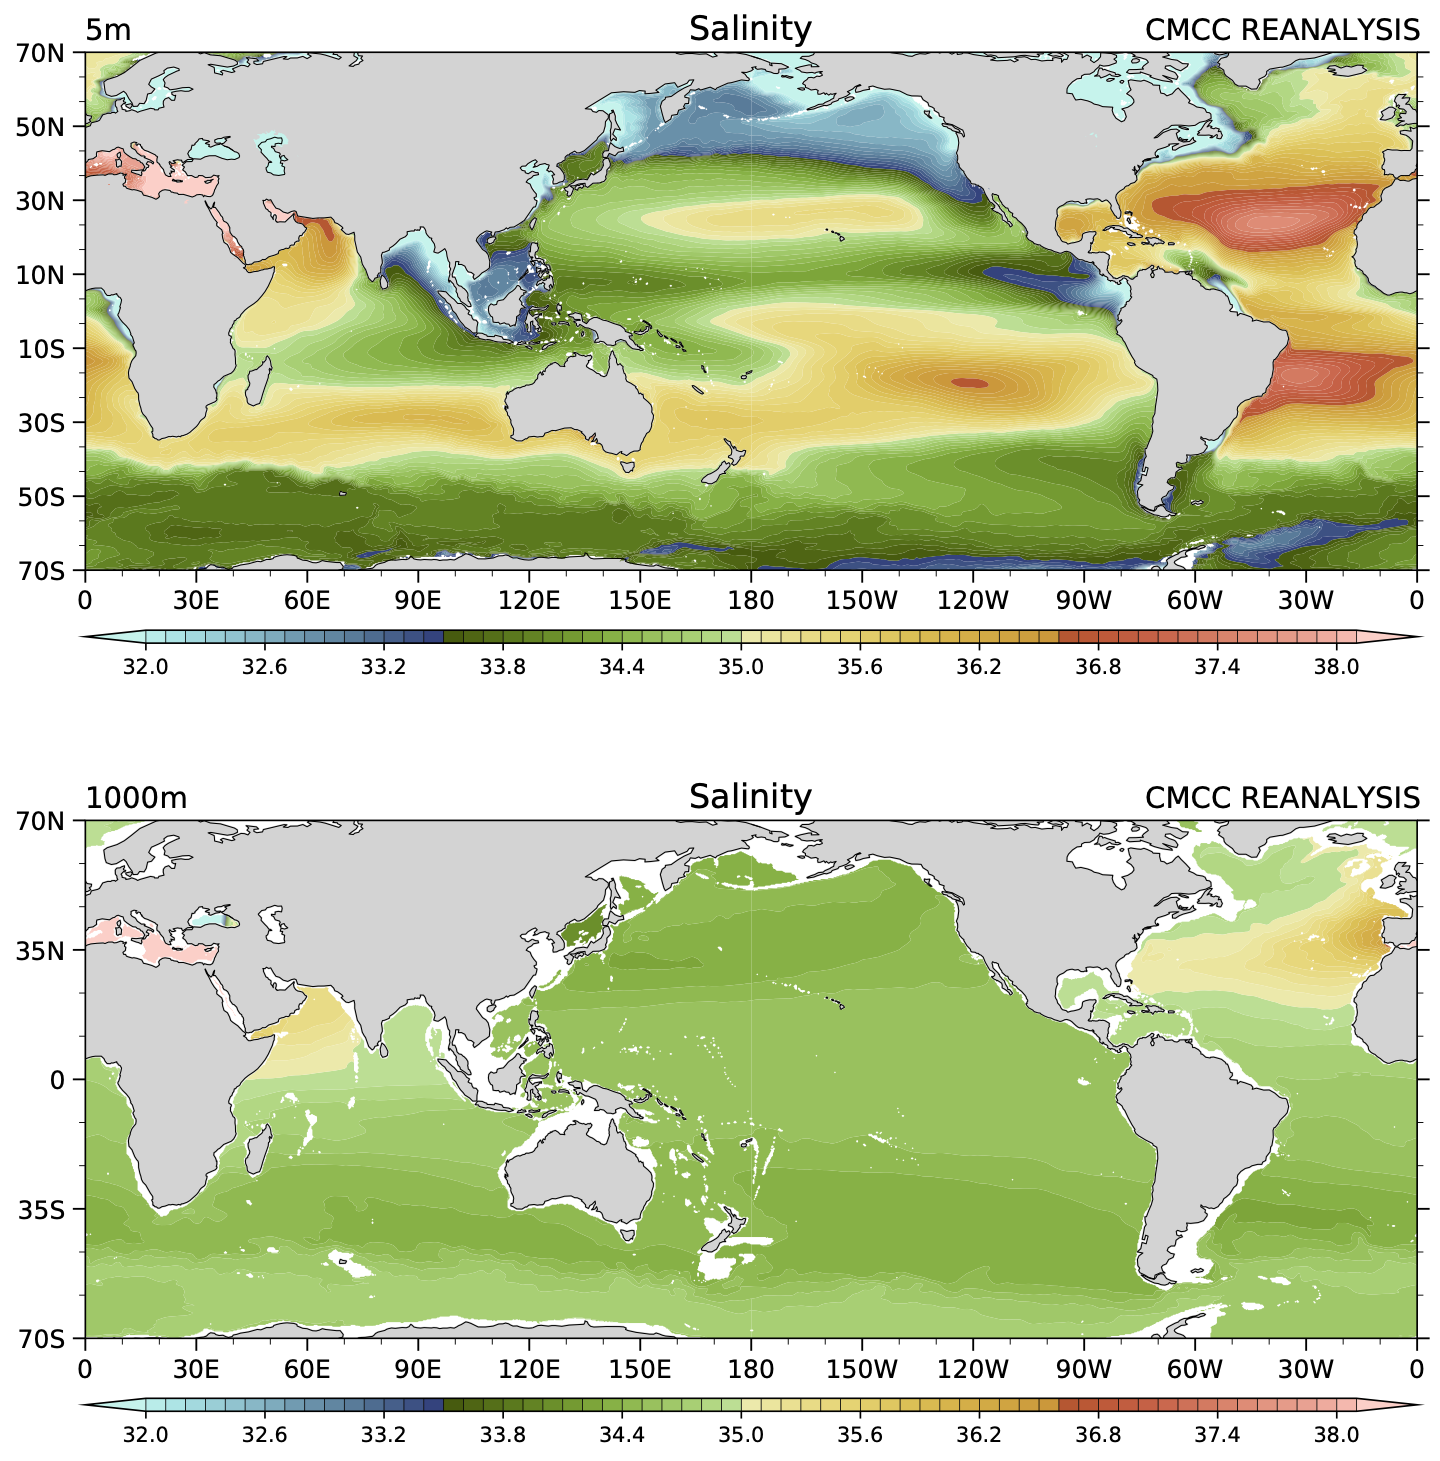 5m Salinity CMCC REANALYSIS
70N
50N
30N
10N
10S
30S
50S
70S
0 30E 60E 90E 120E 150E 180 150W 120W 90W 60W 30W 0
32.0 32.6 33.2 33.8 34.4 35.0 35.6 36.2 36.8 37.4 38.0
1000m Salinity CMCC REANALYSIS
70N
35N
0
35S
70S
0 30E 60E 90E 120E 150E 180 150W 120W 90W 60W 30W 0
32.0 32.6 33.2 33.8 34.4 35.0 35.6 36.2 36.8 37.4 38.0